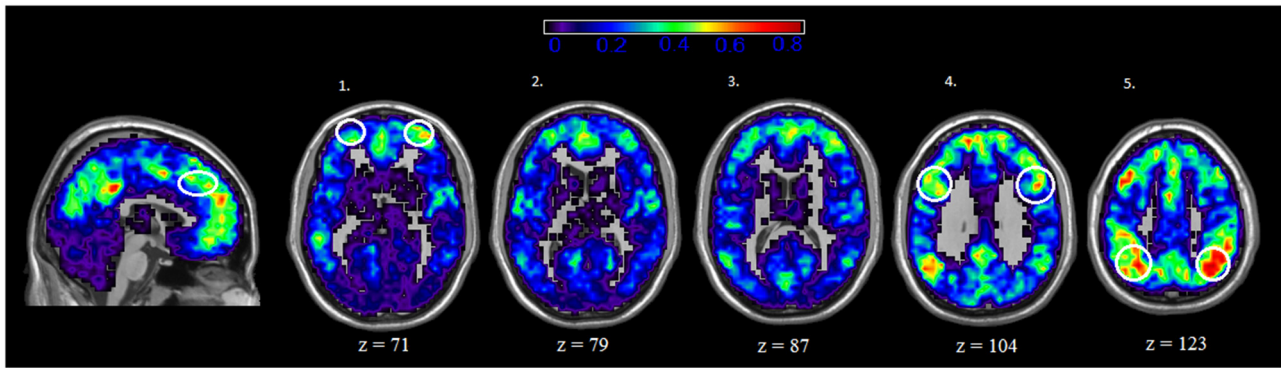 0 0.2 0.4 0.6 0.8
1. 2. 3. 4. 5.
z = 71 z = 79 z = 87 z = 104 z = 123